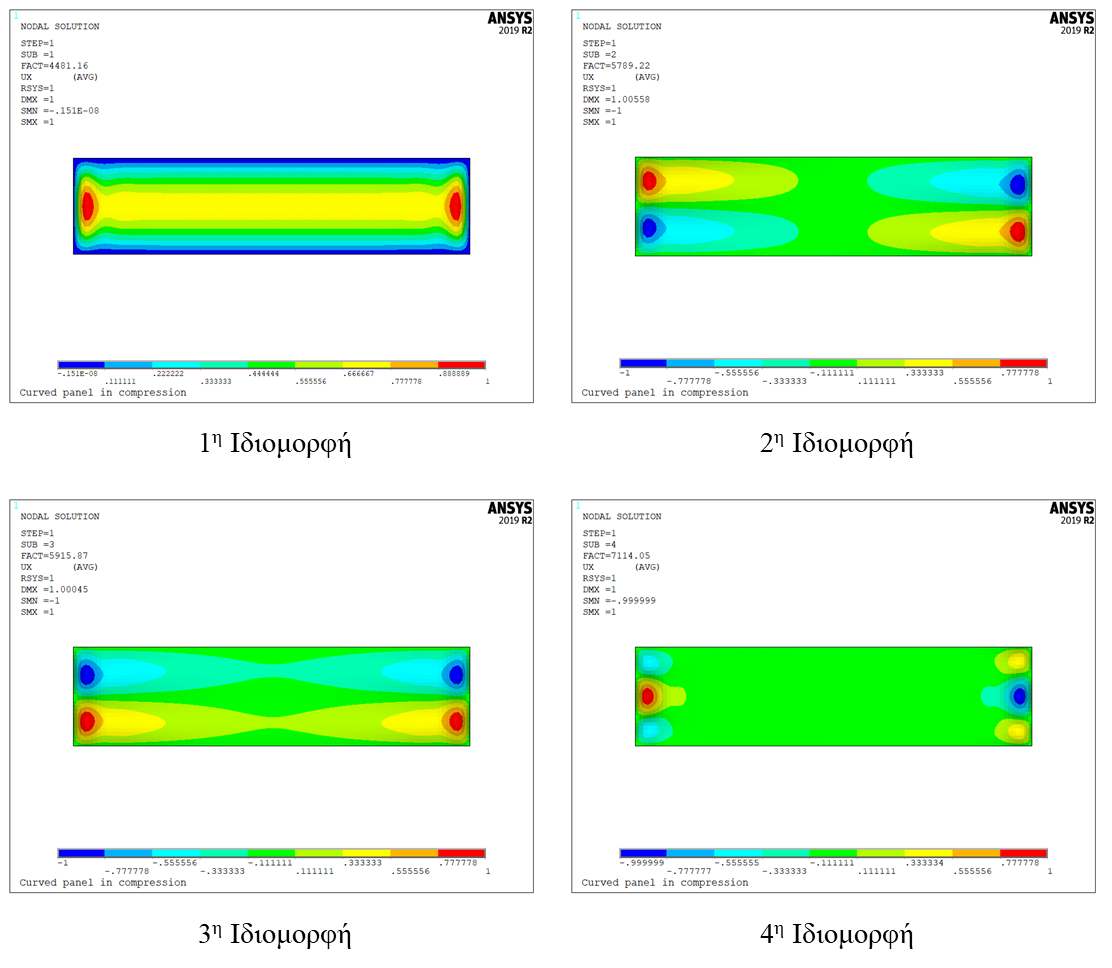 1
ANSYS
2019 R2
NODAL SOLUTION
STEP=1
SUB =1
FACT=4481.16
UX (AVG)
RSYS=1
DMX =1
SMN =-.151E-08
SMX =1
-.151E-08 .222222 .444444 .666667 .888889
.111111 .333333 .555556 .777778 1
Curved panel in compression
1η Ιδιομορφή
1
ANSYS
2019 R2
NODAL SOLUTION
STEP=1
SUB =2
FACT=5789.22
UX (AVG)
RSYS=1
DMX =1.00558
SMN =-1
SMX =1
-1 -.555556 -.111111 .333333 .777778
-.777778 -.333333 .111111 .555556 1
Curved panel in compression
2η Ιδιομορφή
1
ANSYS
2019 R2
NODAL SOLUTION
STEP=1
SUB =3
FACT=5915.87
UX (AVG)
RSYS=1
DMX =1.00045
SMN =-1
SMX =1
-1 -.555556 -.111111 .333333 .777778
-.777778 -.333333 .111111 .555556 1
Curved panel in compression
3η Ιδιομορφή
1
ANSYS
2019 R2
NODAL SOLUTION
STEP=1
SUB =4
FACT=7114.05
UX (AVG)
RSYS=1
DMX =1
SMN =-.999999
SMX =1
-.999999 -.555555 -.111111 .333334 .777778
-.777777 -.333333 .111111 .555556 1
Curved panel in compression
4η Ιδιομορφή